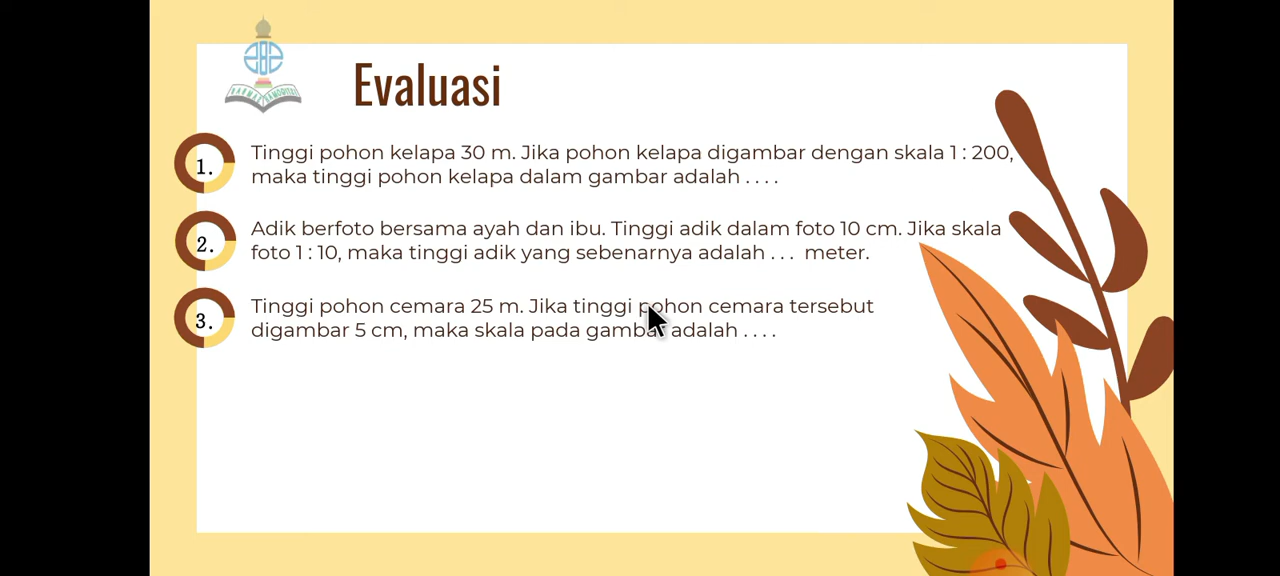 282
Evaluasi
1.
Tinggi pohon kelapa 30 m. Jika pohon kelapa digambar dengan skala 1 : 200,
maka tinggi pohon kelapa dalam gambar adalah . . . .
2.
Adik berfoto bersama ayah dan ibu. Tinggi adik dalam foto 10 cm. Jika skala
foto 1 : 10, maka tinggi adik yang sebenarnya adalah . . . meter.
3.
Tinggi pohon cemara 25 m. Jika tinggi pohon cemara tersebut
digambar 5 cm, maka skala pada gambar adalah . . . .